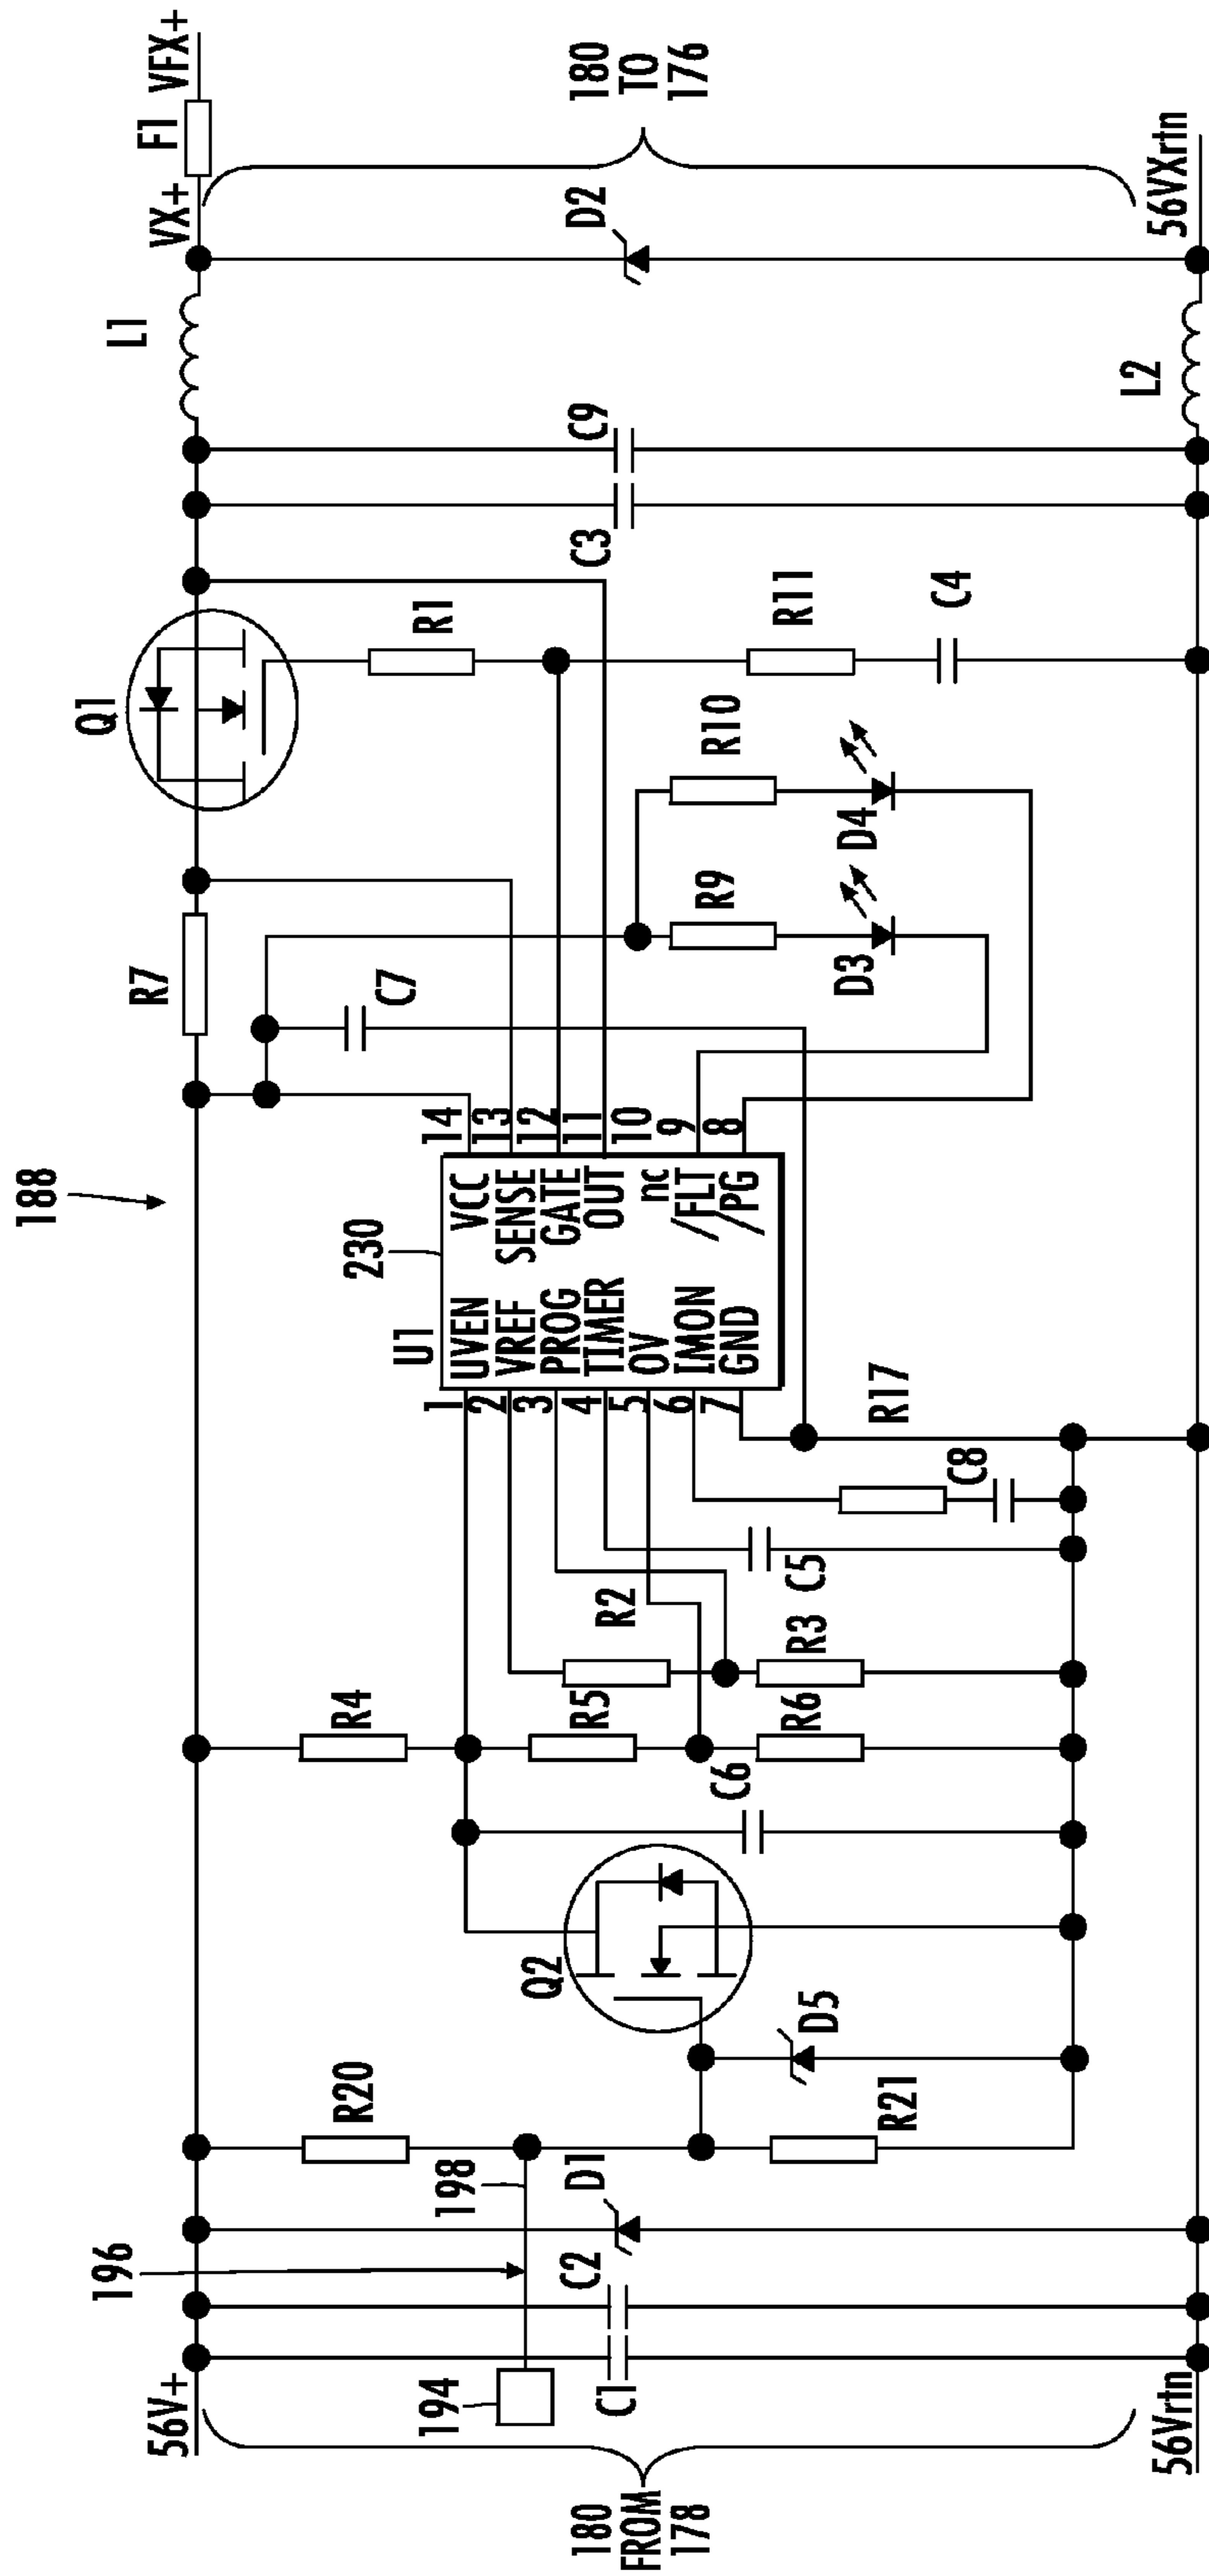 188
196
56V+
R7
Q1
L1
VX+
F1
VFX+
194
198
R20
R4
U1
230
C7
R1
C1
C2
D1
Q2
C6
R5
R2
1
2
3
4
5
6
7
UVEN
VREF
PROG
TIMER
OV
IMON
GND
VCC
SENSE
GATE
OUT
nc
/FLT
/PG
14
13
12
11
10
9
8
R9
R10
C3
C9
D2
180
FROM
178
180
TO
176
R21
D5
R6
R3
C5
C8
R17
D3
D4
R11
C4
L2
56Vrtn
56VXrtn